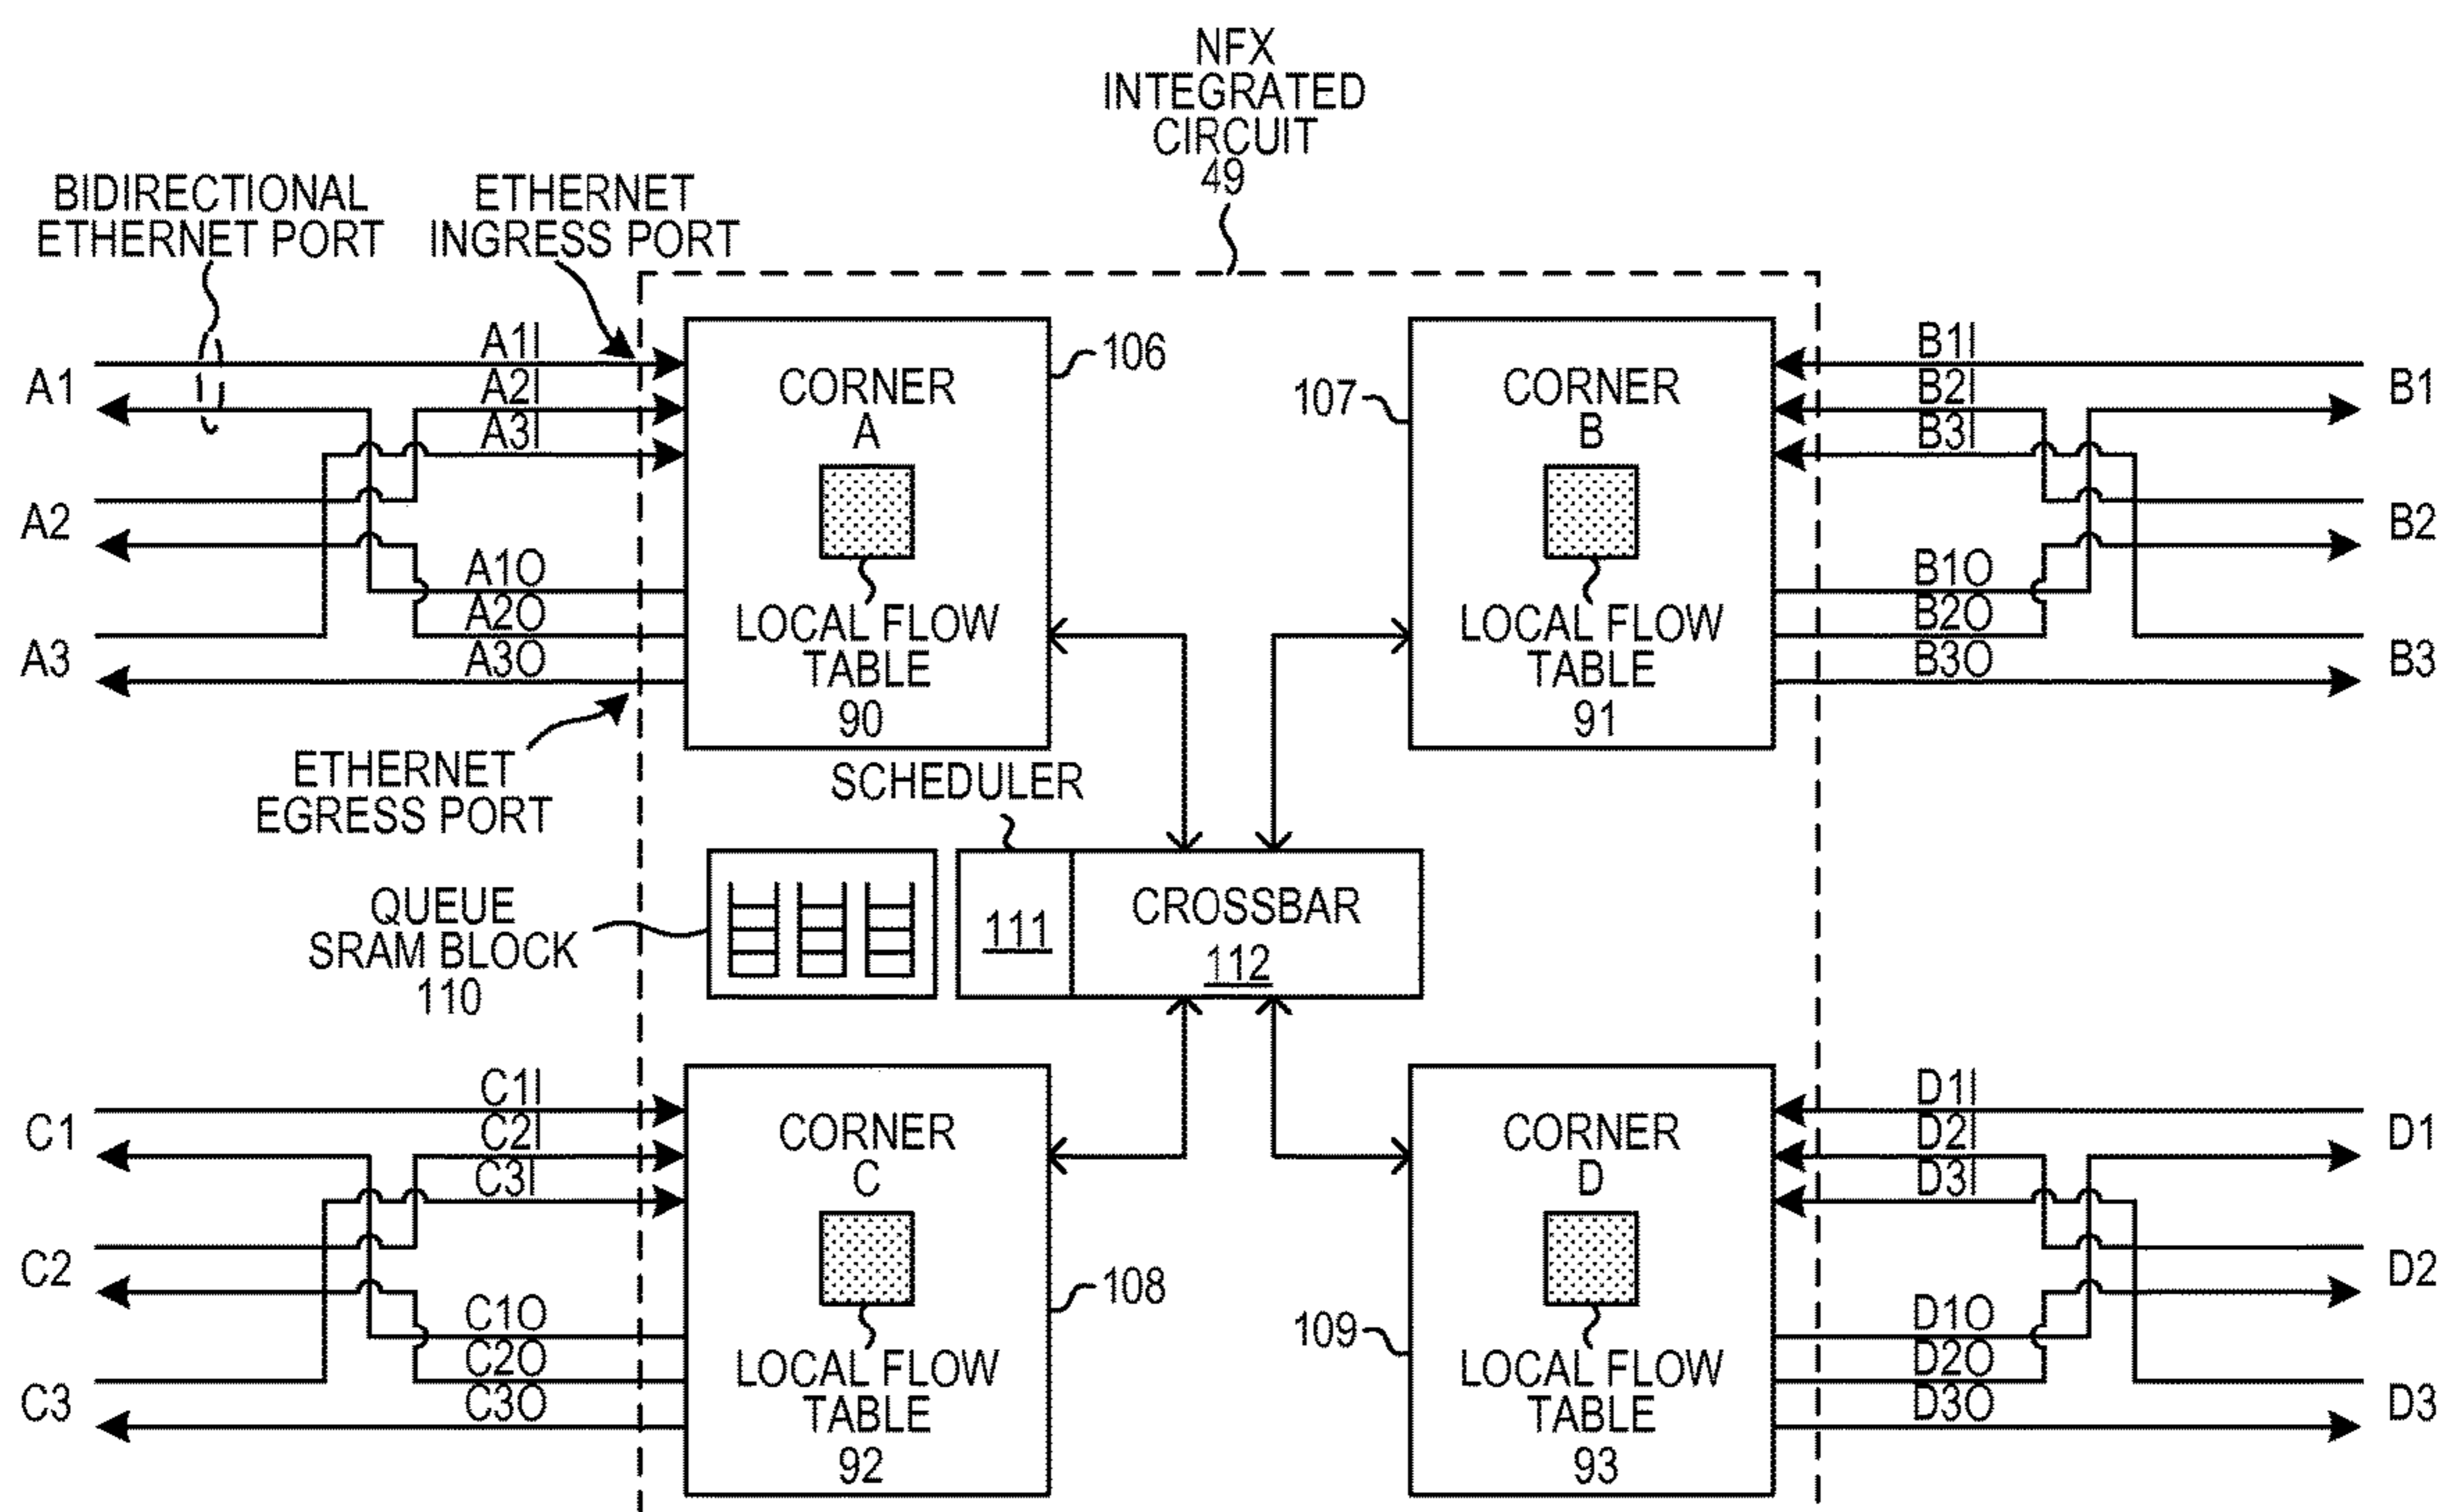 NFX
INTEGRATED
CIRCUIT
49
BIDIRECTIONAL
ETHERNET PORT
ETHERNET
INGRESS PORT
A1
A2
A3
A1I
A2I
A3I
A1O
A2O
A3O
ETHERNET
EGRESS PORT
CORNER
A
LOCAL FLOW
TABLE
90
106
107
CORNER
B
LOCAL FLOW
TABLE
91
B1I
B2I
B3I
B1O
B2O
B3O
B1
B2
B3
SCHEDULER
QUEUE
SRAM BLOCK
110
111
CROSSBAR
112
C1
C2
C3
C1I
C2I
C3I
C1O
C2O
C3O
CORNER
C
LOCAL FLOW
TABLE
92
108
109
CORNER
D
LOCAL FLOW
TABLE
93
D1I
D2I
D3I
D1O
D2O
D3O
D1
D2
D3